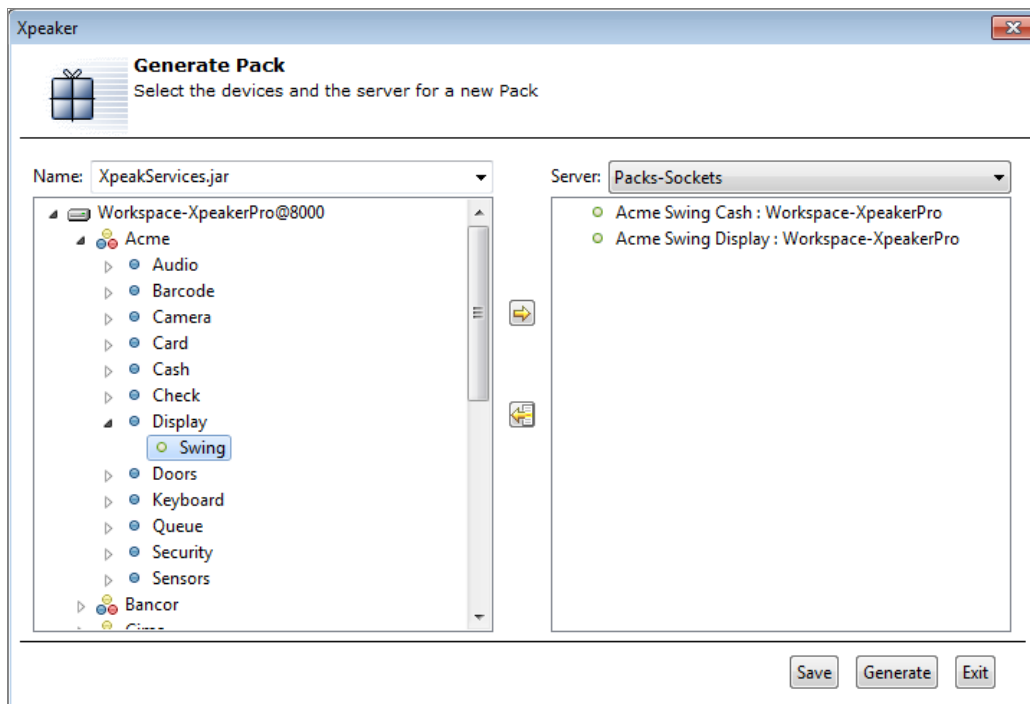 Xpeaker
Generate Pack
Select the devices and the server for a new Pack
Name: XpeakServices.jar
Server: Packs-Sockets
Workspace-XpeakerPro@8000
Acme
Audio
Barcode
Camera
Card
Cash
Check
Display
Swing
Doors
Keyboard
Queue
Security
Sensors
Bancor
Acme Swing Cash : Workspace-XpeakerPro
Acme Swing Display : Workspace-XpeakerPro
Save Generate Exit